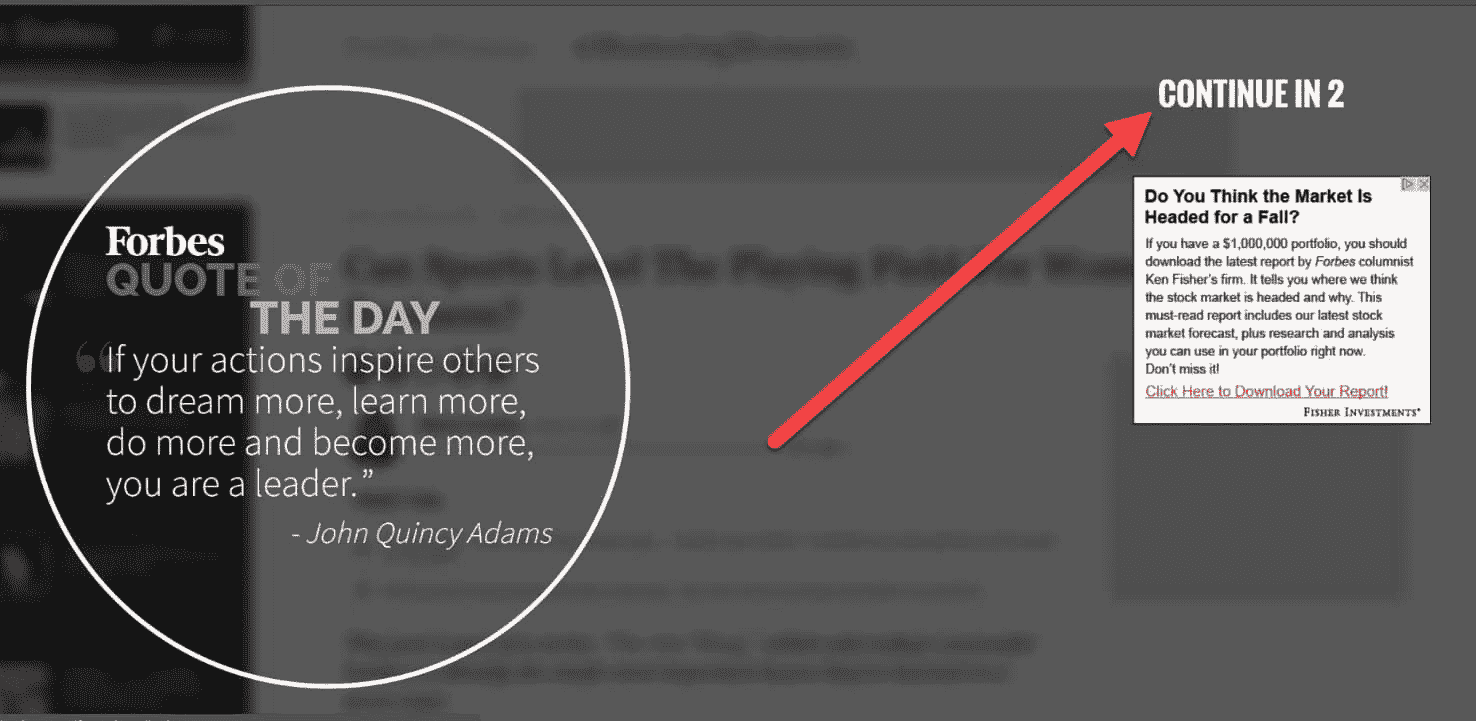 CONTINUE IN 2
Forbes
QUOTE OF
THE DAY
“If your actions inspire others
to dream more, learn more,
do more and become more,
you are a leader.”
- John Quincy Adams
Do You Think the Market Is
Headed for a Fall?
If you have a $1,000,000 portfolio, you should
download the latest report by Forbes columnist
Ken Fisher's firm. It tells you where we think
the stock market is headed and why. This
must-read report includes our latest stock
market forecast, plus research and analysis
you can use in your portfolio right now.
Don't miss it!
Click Here to Download Your Report!
FISHER INVESTMENTS